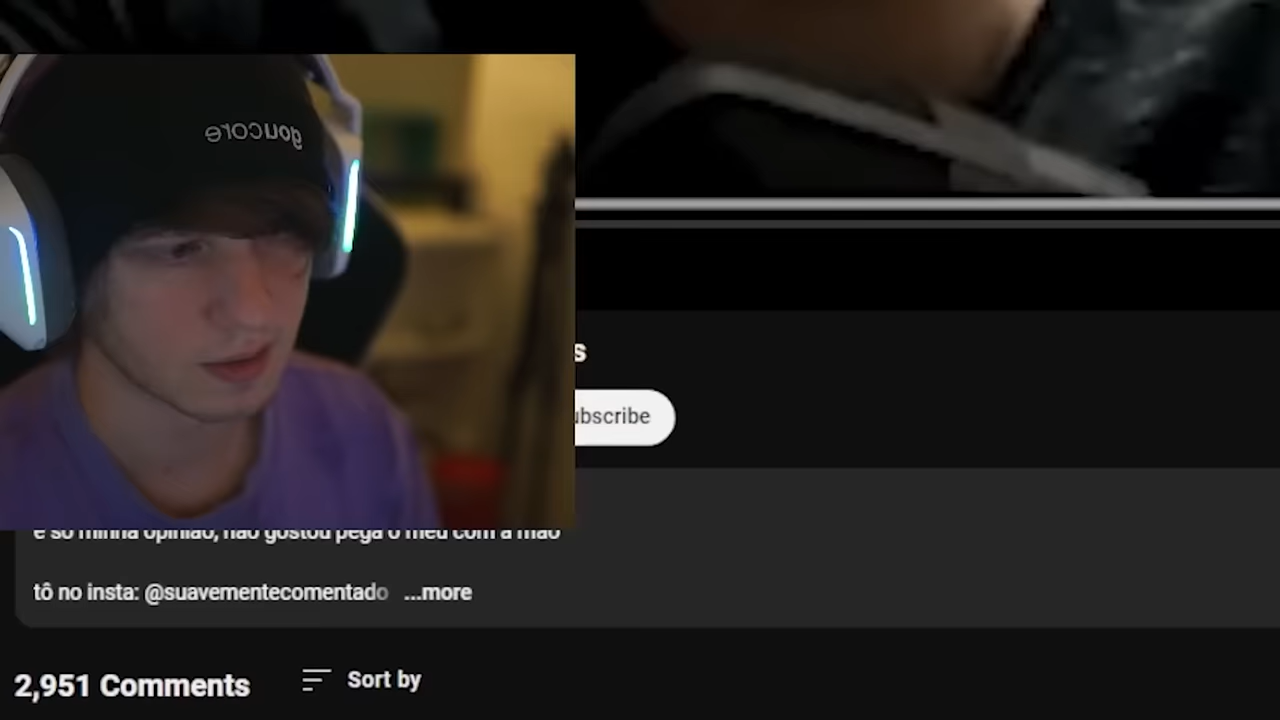 goucore
s
ubscribe
é só minha opinião, não gostou pega o meu com a mão
tô no insta: @suavementecomentado ...more
2,951 Comments
Sort by